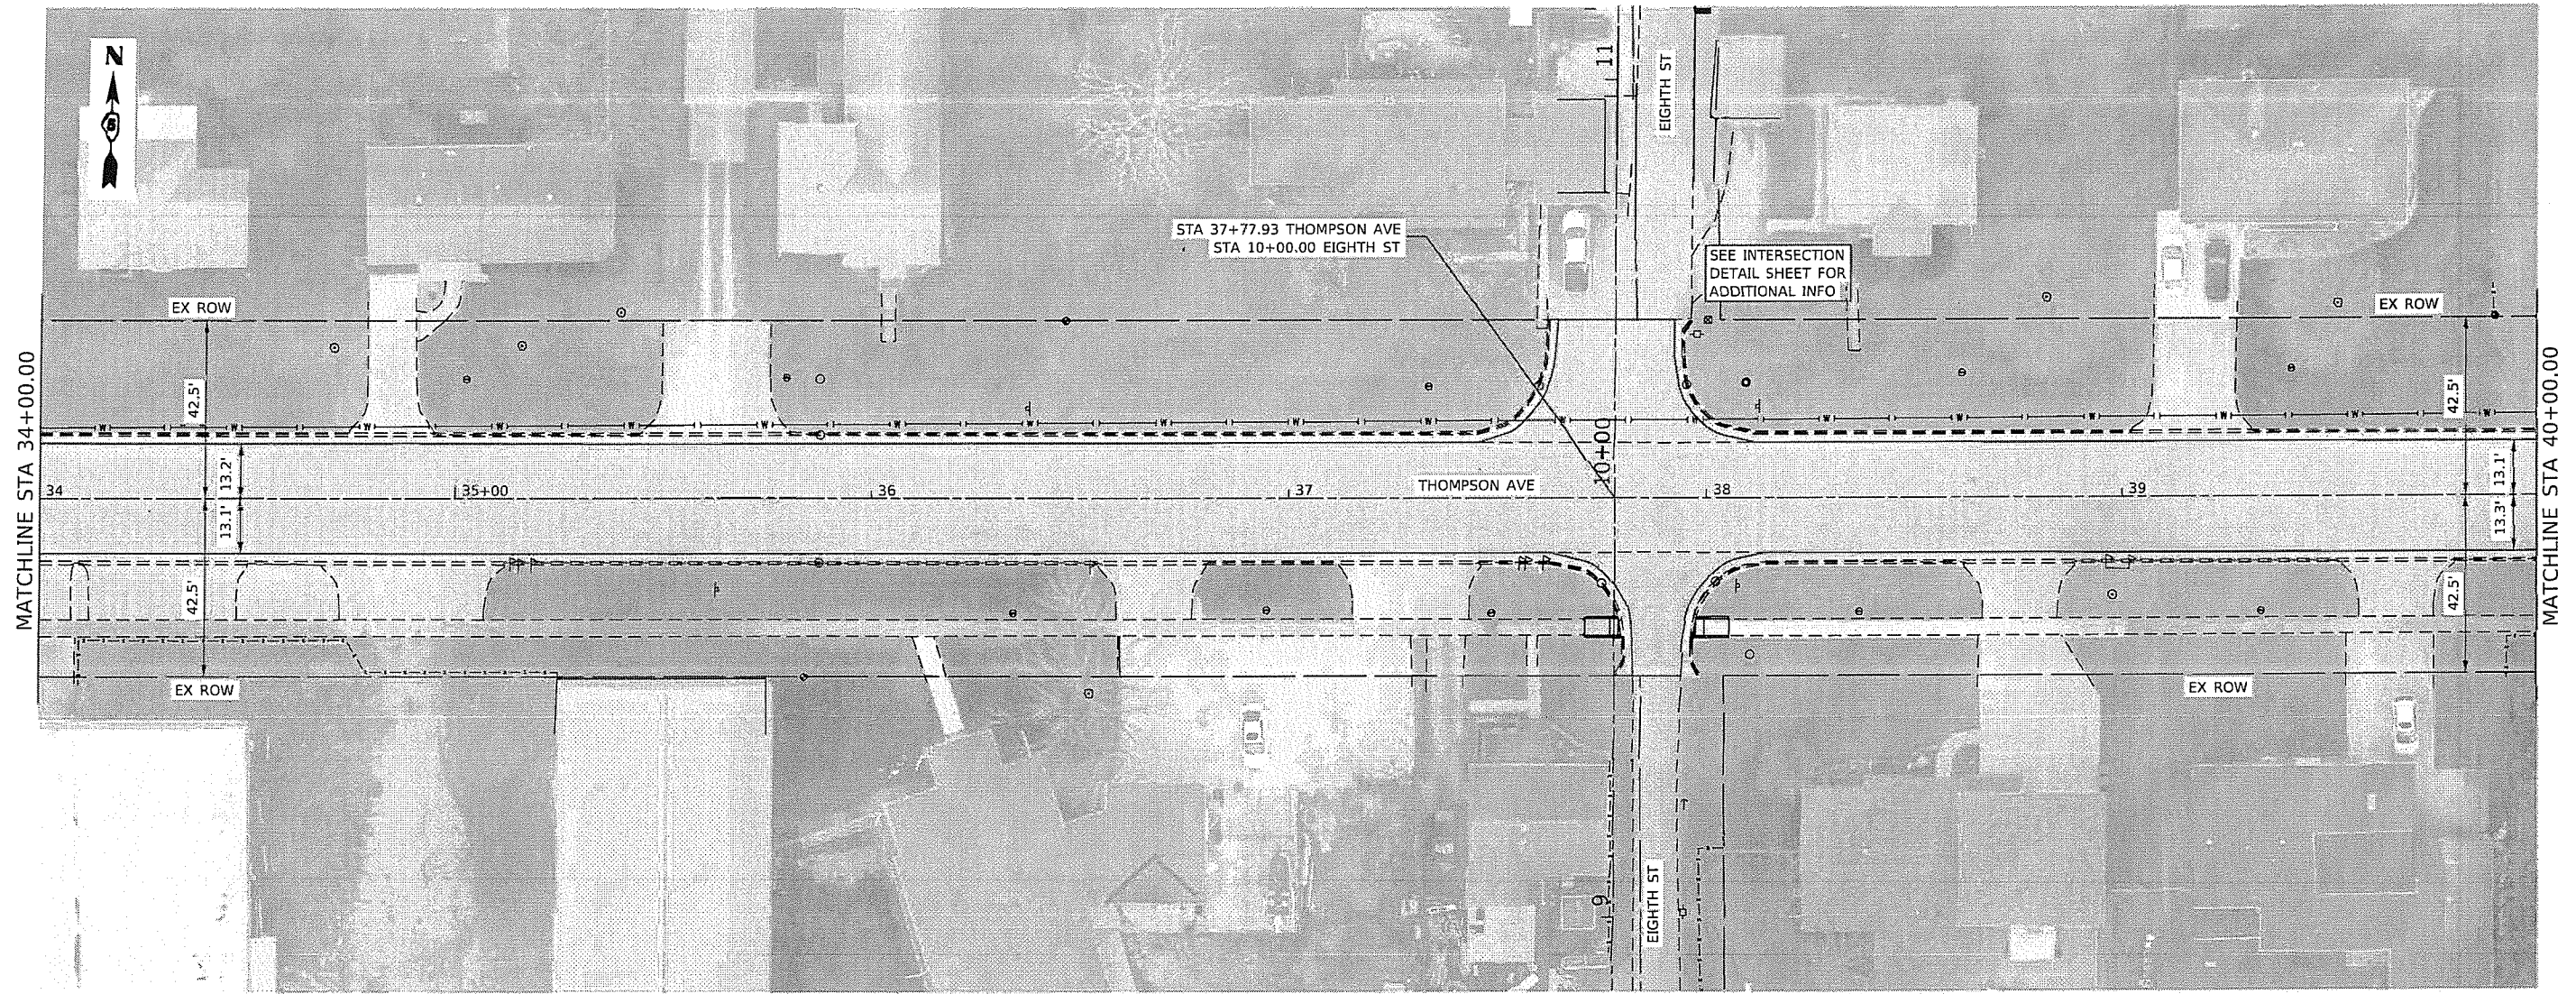 N
11
EIGHTH ST
STA 37+77.93 THOMPSON AVE
STA 10+00.00 EIGHTH ST
SEE INTERSECTION
DETAIL SHEET FOR
ADDITIONAL INFO
EX ROW
EX ROW
MATCHLINE STA 34+00.00
MATCHLINE STA 40+00.00
42.5'
42.5'
W W W W W W W W W W W W W W W W W W W
13.2'
13.1'
10+00
34
35+00
36
37
THOMPSON AVE
38
39
13.1'
13.3'
42.5'
42.5'
EX ROW
EX ROW
9
EIGHTH ST